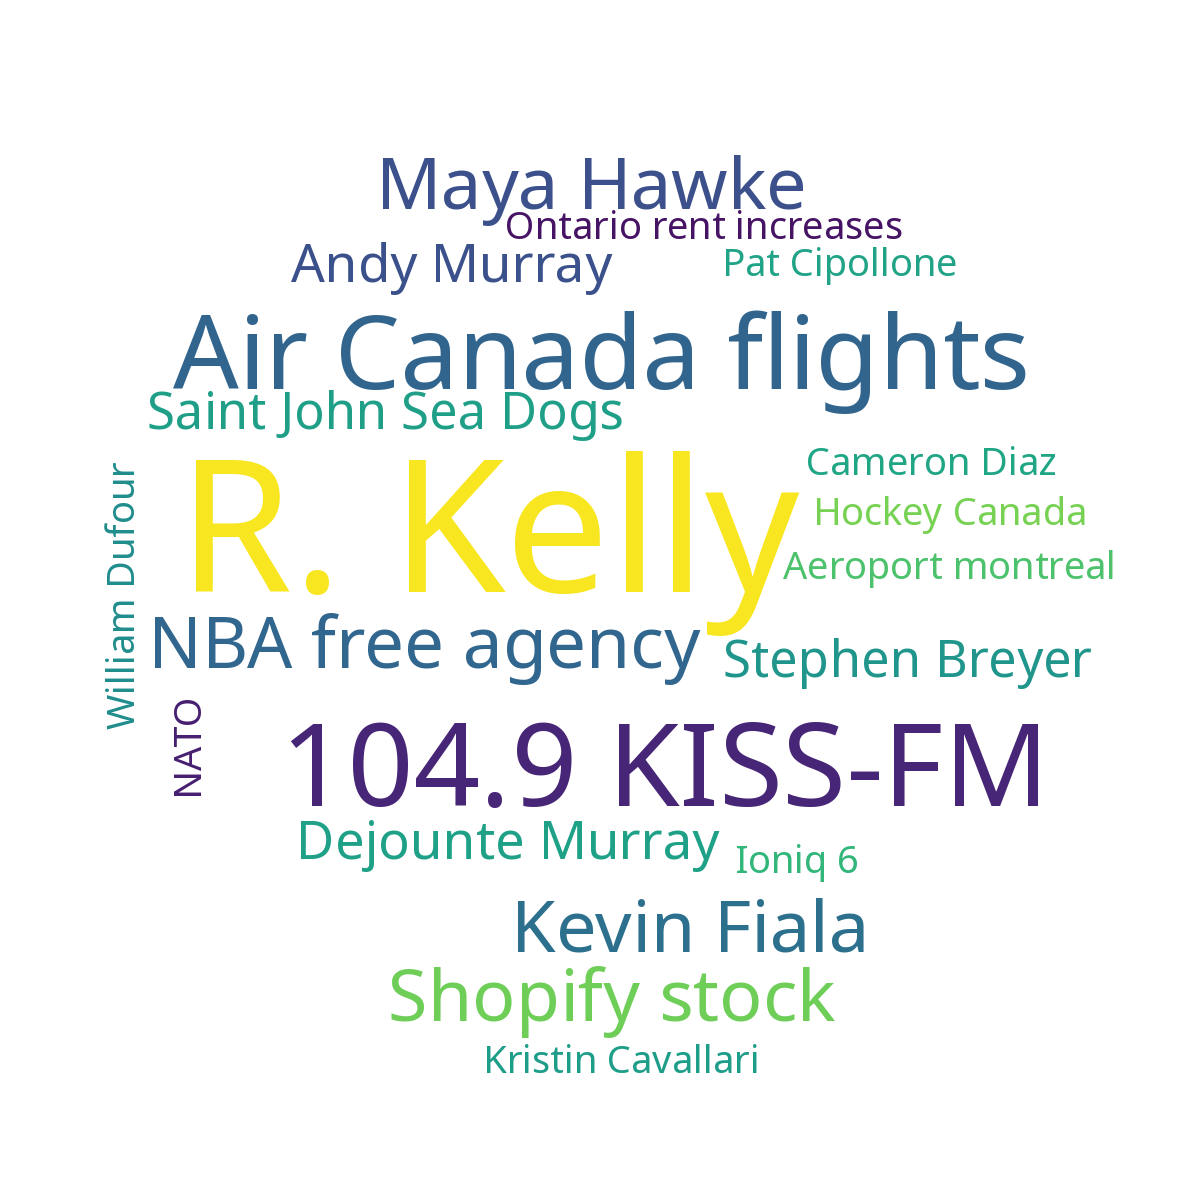 Maya Hawke
Ontario rent increases
Andy Murray
Pat Cipollone
Air Canada flights
Saint John Sea Dogs
R. Kelly
Cameron Diaz
Hockey Canada
Aeroport montreal
William Dufour
NBA free agency
Stephen Breyer
NATO
104.9 KISS-FM
Dejounte Murray
Ioniq 6
Kevin Fiala
Shopify stock
Kristin Cavallari